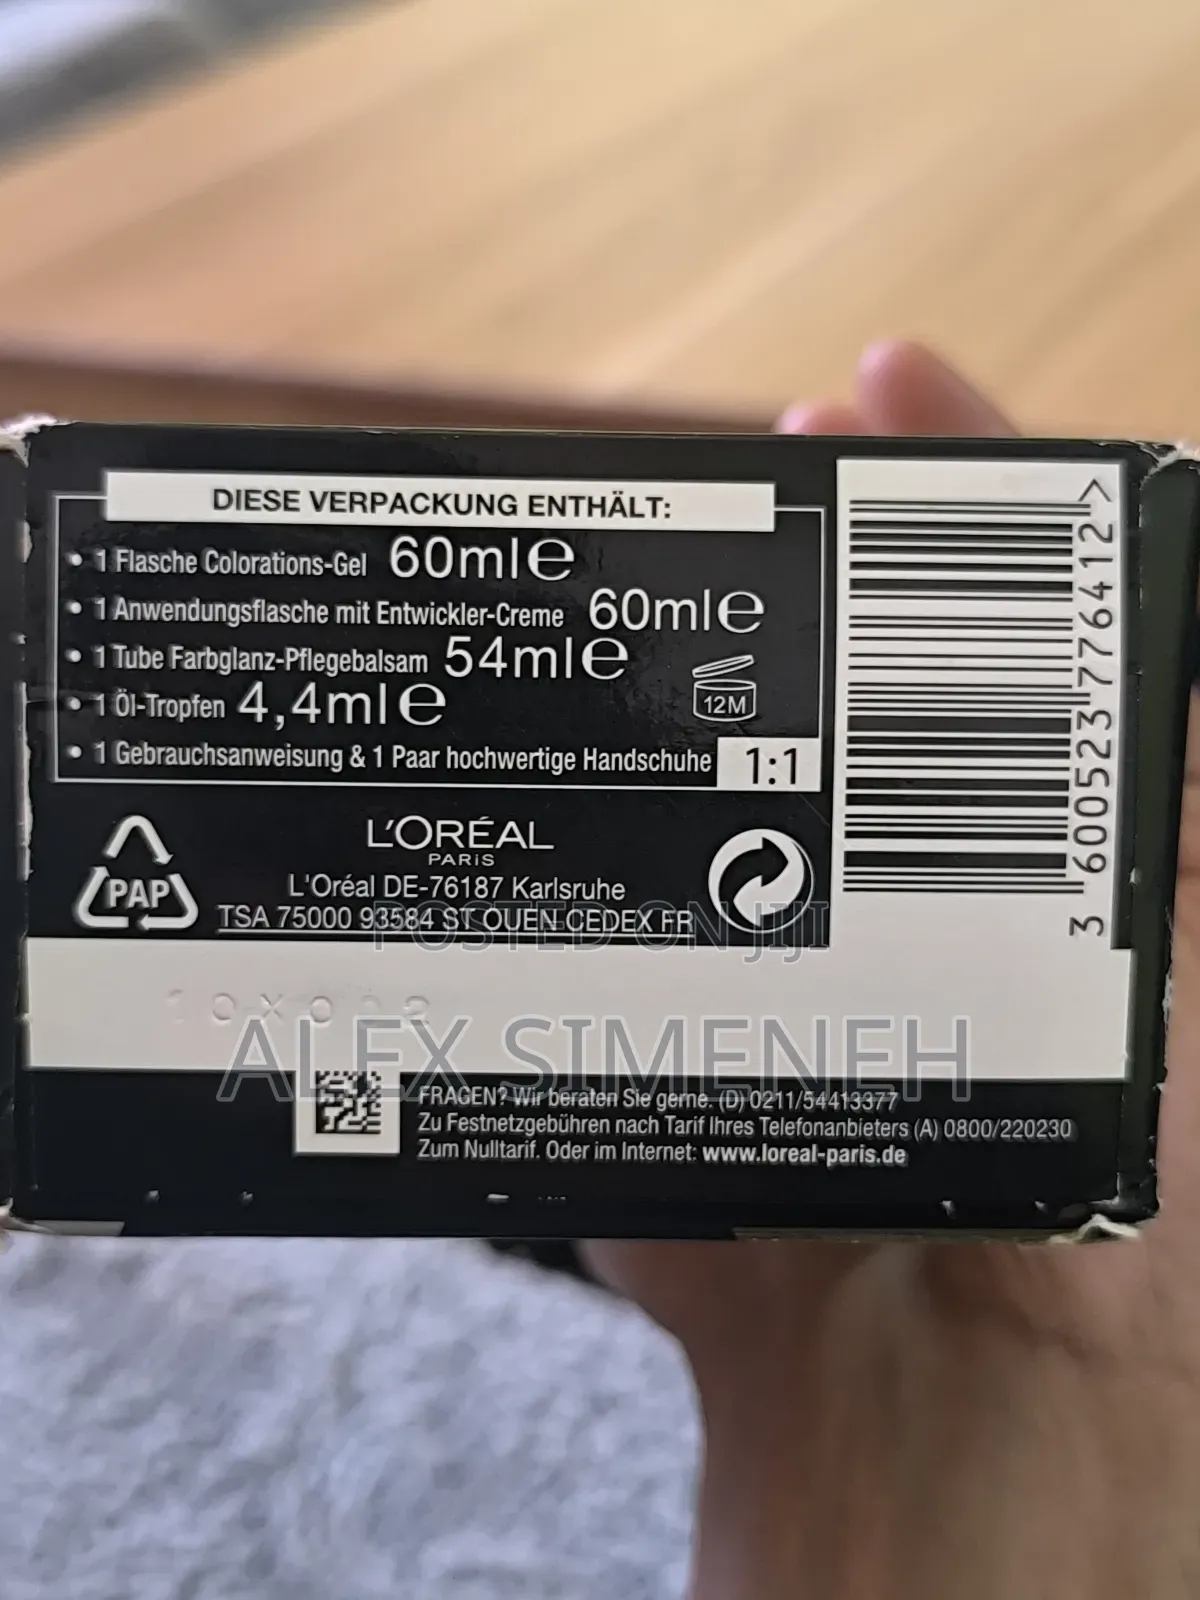 DIESE VERPACKUNG ENTHÄLT:
• 1 Flasche Colorations-Gel 60ml℮
• 1 Anwendungsflasche mit Entwickler-Creme 60ml℮
• 1 Tube Farbglanz-Pflegebalsam 54ml℮
• 1 Öl-Tropfen 4,4ml℮
12M
• 1 Gebrauchsanweisung & 1 Paar hochwertige Handschuhe
1:1
3 600523 776412 >
PAP
L'ORÉAL
PARIS
L'Oréal DE-76187 Karlsruhe
TSA 75000 93584 ST OUEN CEDEX FR
POSTED ON JIJI
ALEX SIMENEH
FRAGEN? Wir beraten Sie gerne. (D) 0211/54413377
Zu Festnetzgebühren nach Tarif Ihres Telefonanbieters (A) 0800/220230
Zum Nulltarif. Oder im Internet: www.loreal-paris.de